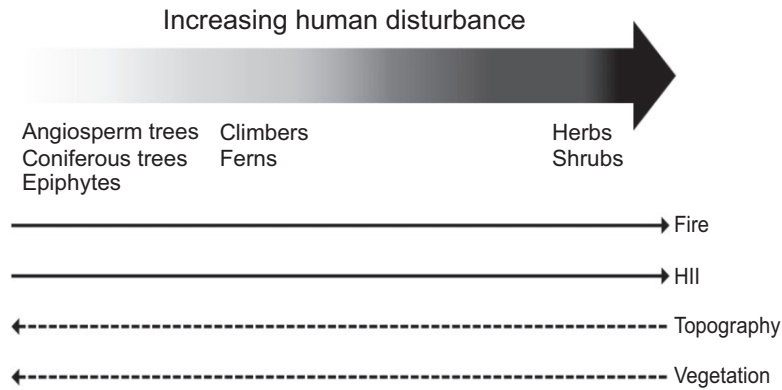 Increasing human disturbance
Angiosperm trees Climbers Herbs
Coniferous trees Ferns Shrubs
Epiphytes
Fire
HII
Topography
Vegetation